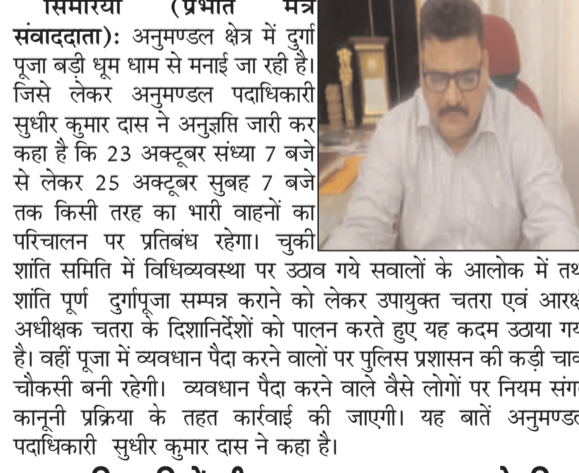 सिमरिया (प्रभात मंत्र
संवाददाता): अनुमण्डल क्षेत्र में दुर्गा
पूजा बड़ी धूम धाम से मनाई जा रही है।
जिसे लेकर अनुमण्डल पदाधिकारी
सुधीर कुमार दास ने अनुज्ञप्ति जारी कर
कहा है कि 23 अक्टूबर संध्या 7 बजे
से लेकर 25 अक्टूबर सुबह 7 बजे
तक किसी तरह का भारी वाहनों का
परिचालन पर प्रतिबंध रहेगा। चुकी
शांति समिति में विधिव्यवस्था पर उठाव गये सवालों के आलोक में
शांति पूर्ण दुर्गापूजा सम्पन्न कराने को लेकर उपायुक्त चतरा एवं
अधीक्षक चतरा के दिशानिर्देशों को पालन करते हुए यह कदम उठाया
है। वहीं पूजा में व्यवधान पैदा करने वालों पर पुलिस प्रशासन की कड़ी
चौकसी बनी रहेगी। व्यवधान पैदा करने वाले वैसे लोगों पर नियम
कानूनी प्रक्रिया के तहत कार्रवाई की जाएगी। यह बातें
पदाधिकारी सुधीर कुमार दास ने कहा है।